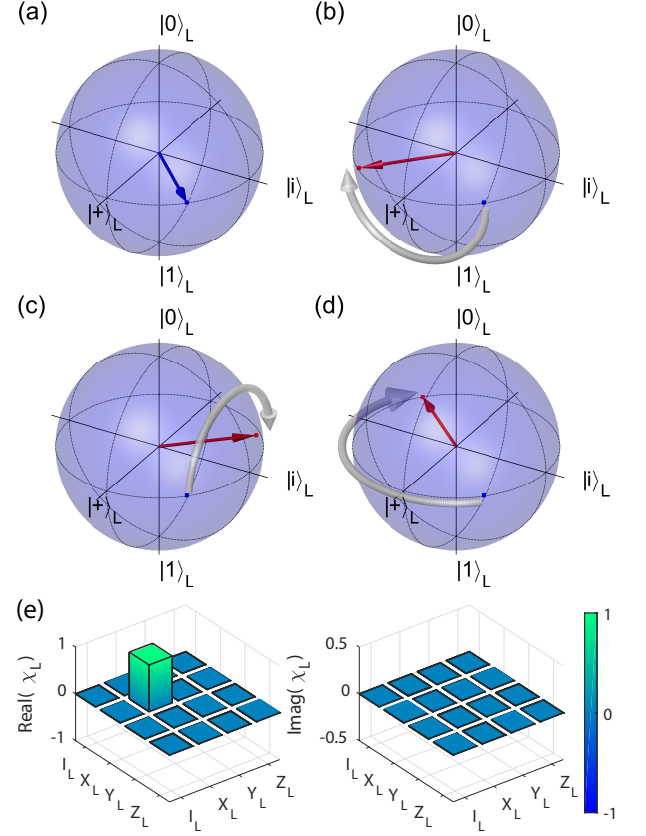 (a)
|0⟩L
|i⟩L
|+⟩L
|1⟩L
(b)
|0⟩L
|i⟩L
|+⟩L
|1⟩L
(c)
|0⟩L
|i⟩L
|+⟩L
|1⟩L
(d)
|0⟩L
|i⟩L
|+⟩L
|1⟩L
(e)
Real( χL)
1
0
-1
IL XL YL ZL
IL XL YL ZL
Imag( χL)
0.5
0
-0.5
IL XL YL ZL
IL XL YL ZL
1
0
-1